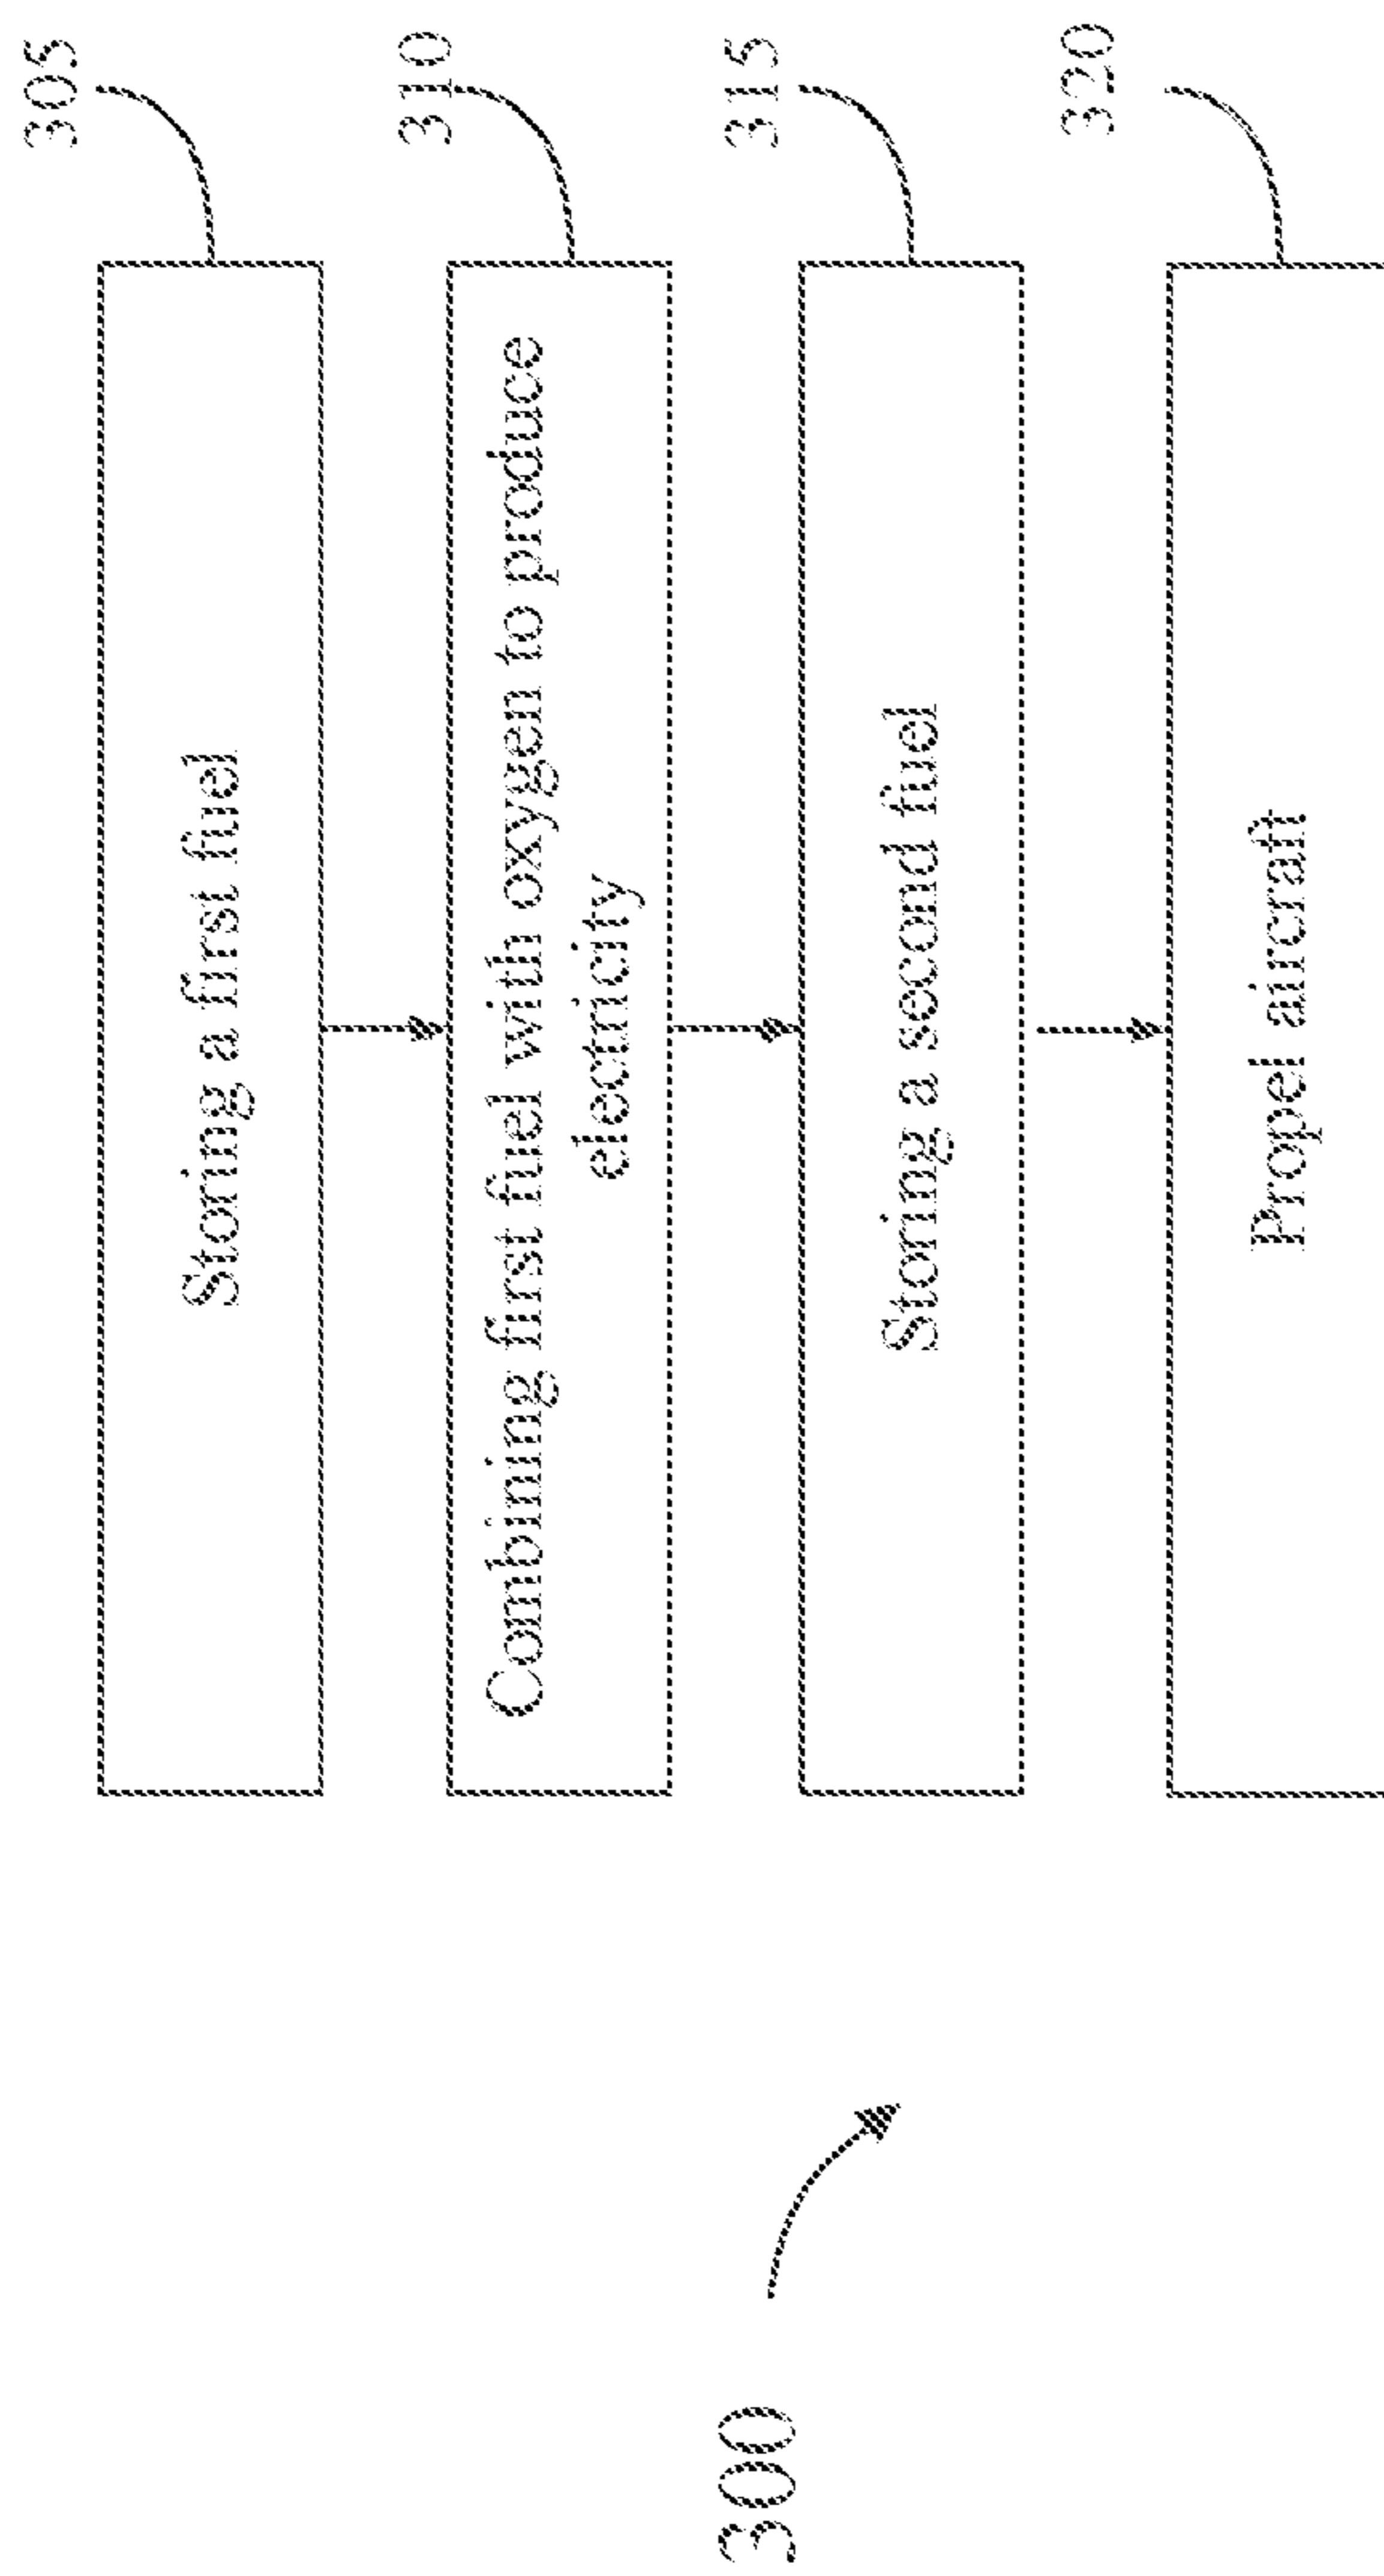 305
Storing a first fuel
310
Combining first fuel with oxygen to produce
electricity
315
Storing a second fuel
320
Propel aircraft
300